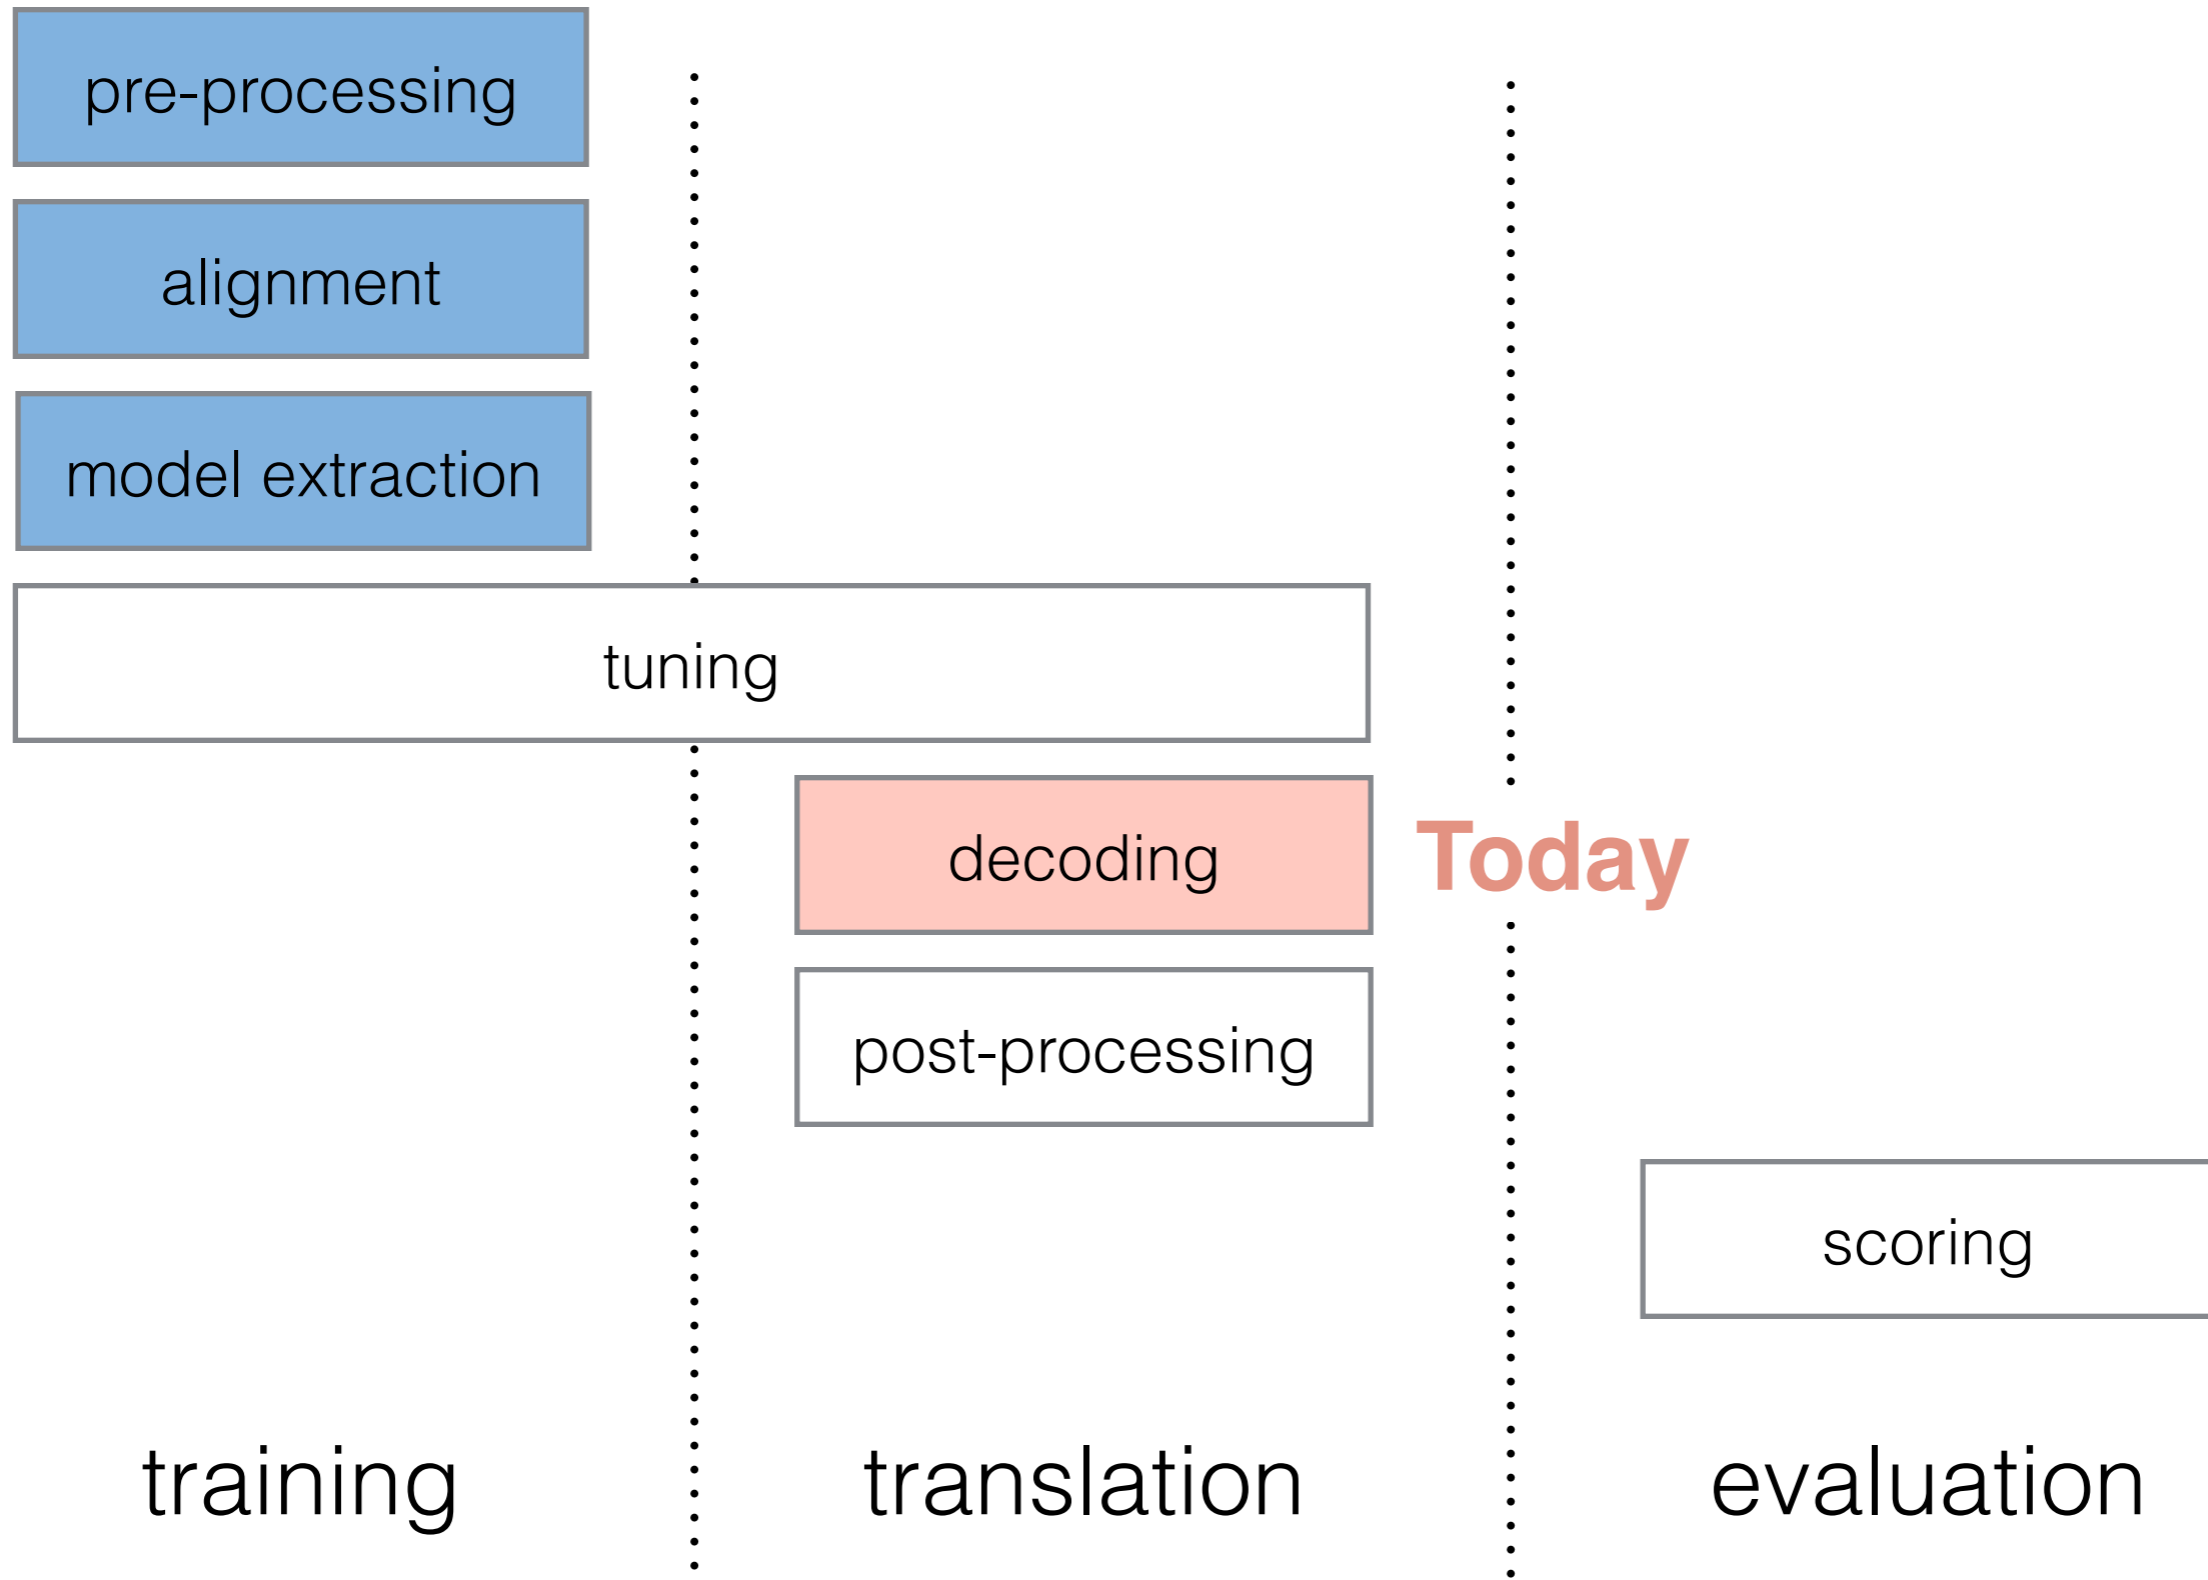 pre-processing
alignment
model extraction
tuning
decoding
Today
post-processing
scoring
training
translation
evaluation